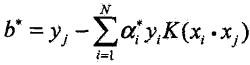 b* = y_j − ∑_{i=1}^{N} α_i* y_i K(x_i · x_j)